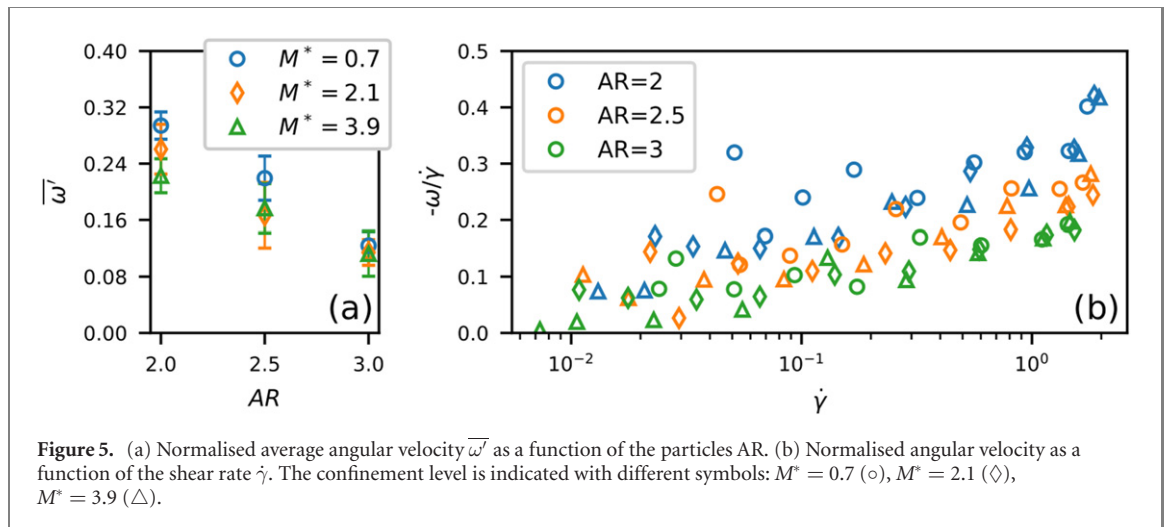 0.40
0.32
0.24
0.16
0.08
0.00
ω′
2.0 2.5 3.0
AR
M* = 0.7
M* = 2.1
M* = 3.9
(a)
0.5
0.4
0.3
0.2
0.1
0.0
-ω/γ̇
AR=2
AR=2.5
AR=3
10⁻² 10⁻¹ 10⁰
γ̇
(b)
Figure 5. (a) Normalised average angular velocity ω′ as a function of the particles AR. (b) Normalised angular velocity as a
function of the shear rate γ̇. The confinement level is indicated with different symbols: M* = 0.7 (○), M* = 2.1 (◇),
M* = 3.9 (△).